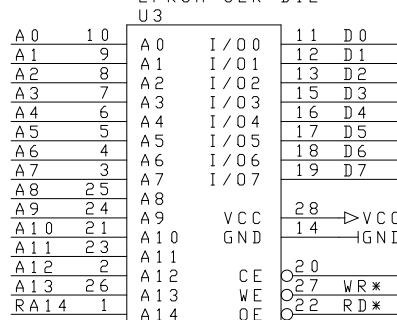 U3
A0 10 A0 I/O0 11 D0
A1 9 A1 I/O1 12 D1
A2 8 A2 I/O2 13 D2
A3 7 A3 I/O3 15 D3
A4 6 A4 I/O4 16 D4
A5 5 A5 I/O5 17 D5
A6 4 A6 I/O6 18 D6
A7 3 A7 I/O7 19 D7
A8 25 A8
A9 24 A9 VCC 28 VCC
A10 21 A10 GND 14 GND
A11 23 A11
A12 2 A12 CE 20
A13 26 A13 WE 27 WR*
RA14 1 A14 OE 22 RD*